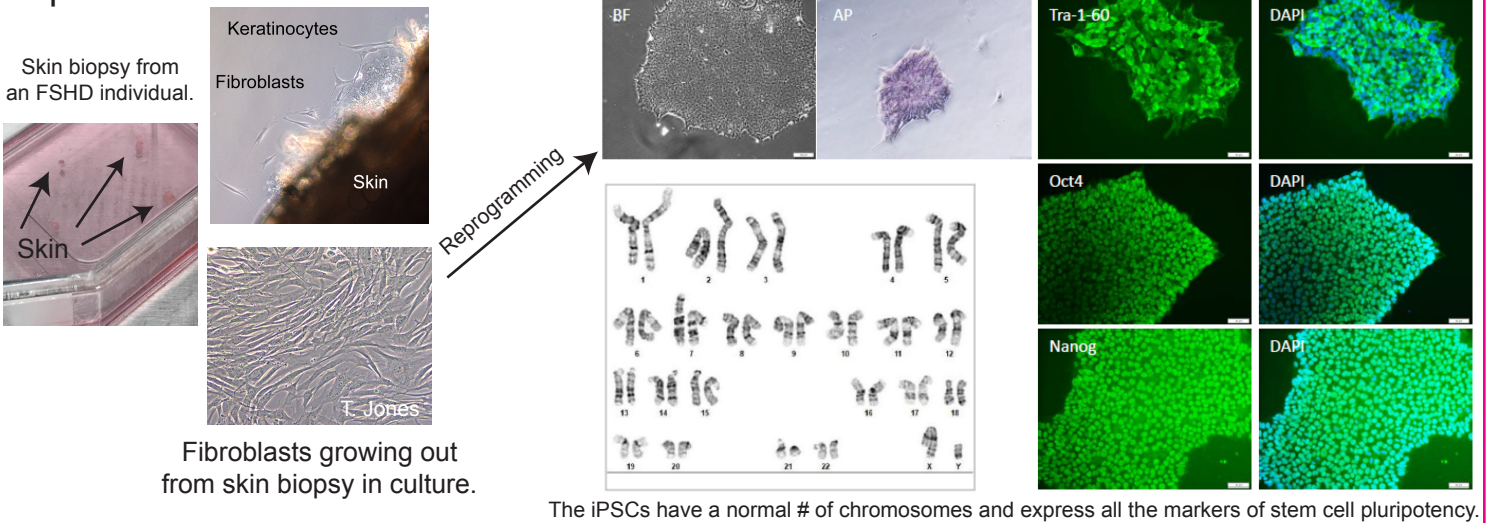 Skin biopsy from
an FSHD individual.
Skin
Keratinocytes
Fibroblasts
Skin
T. Jones
Fibroblasts growing out
from skin biopsy in culture.
Reprogramming
BF
AP
1 2 3 4 5
6 7 8 9 10 11 12
13 14 15 16 17 18
19 20 21 22 X Y
Tra-1-60
DAPI
Oct4
DAPI
Nanog
DAPI
The iPSCs have a normal # of chromosomes and express all the markers of stem cell pluripotency.